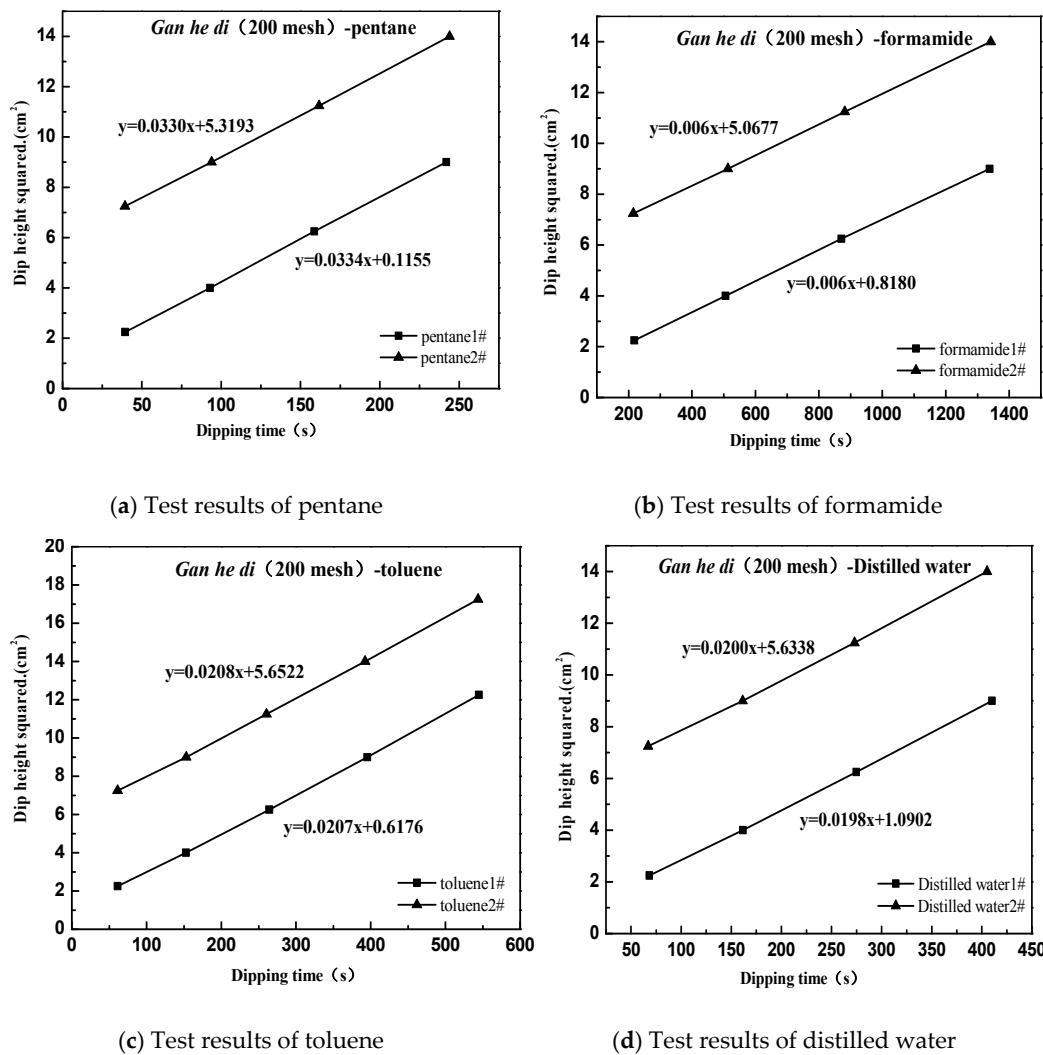 Gan he di（200 mesh）-pentane
14
12
10
8
6
4
2
0
Dip height squared.(cm²)
y=0.0330x+5.3193
y=0.0334x+0.1155
pentane1#
pentane2#
0 50 100 150 200 250
Dipping time（s）
(a) Test results of pentane
Gan he di（200 mesh）-formamide
14
12
10
8
6
4
2
0
Dip height squared.(cm²)
y=0.006x+5.0677
y=0.006x+0.8180
formamide1#
formamide2#
200 400 600 800 1000 1200 1400
Dipping time（s）
(b) Test results of formamide
Gan he di（200 mesh）-toluene
20
18
16
14
12
10
8
6
4
2
0
Dip height squared.(cm²)
y=0.0208x+5.6522
y=0.0207x+0.6176
toluene1#
toluene2#
0 100 200 300 400 500 600
Dipping time（s）
(c) Test results of toluene
Gan he di（200 mesh）-Distilled water
14
12
10
8
6
4
2
0
Dip height squared.(cm²)
y=0.0200x+5.6338
y=0.0198x+1.0902
Distilled water1#
Distilled water2#
50 100 150 200 250 300 350 400 450
Dipping time（s）
(d) Test results of distilled water